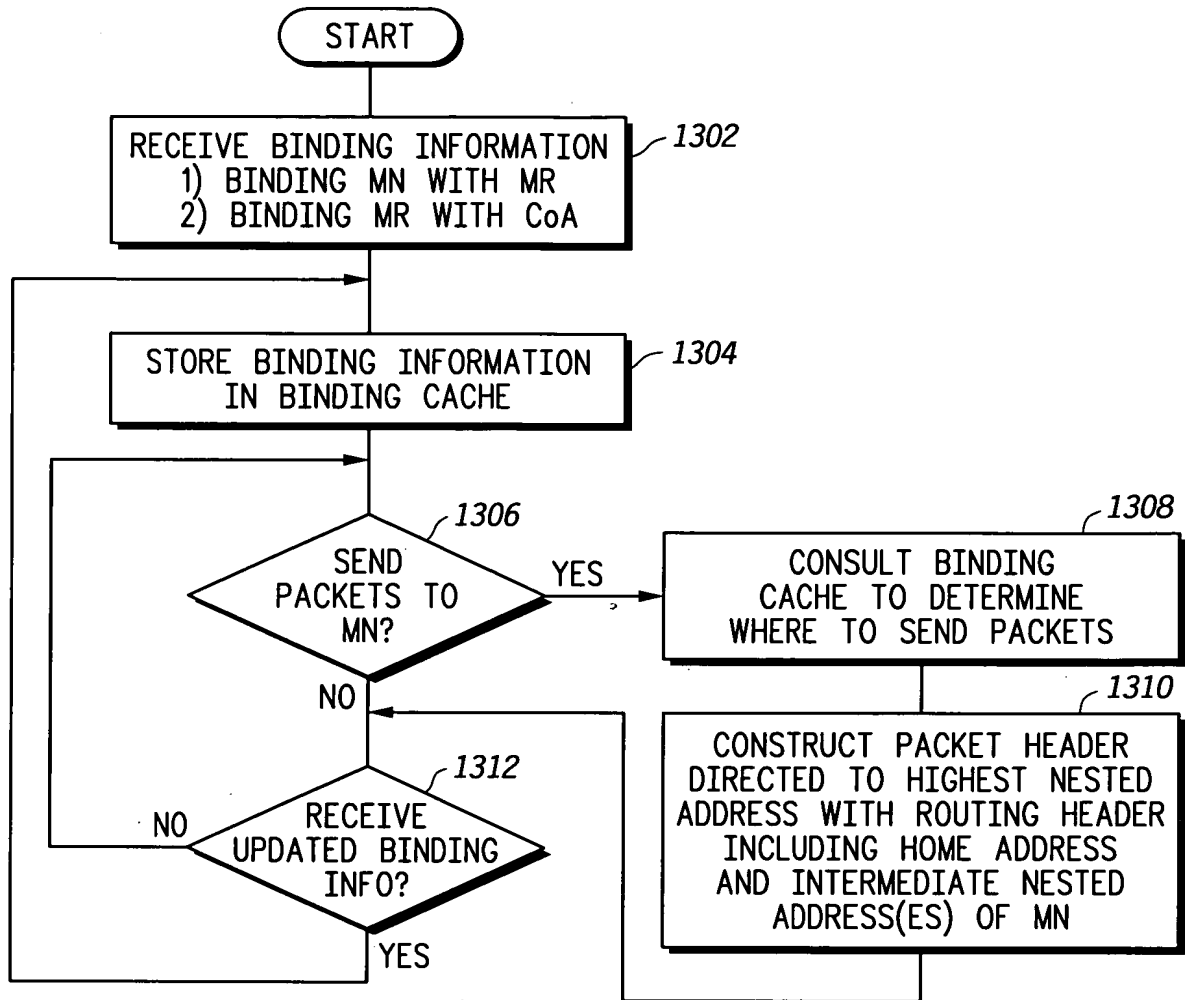 START
RECEIVE BINDING INFORMATION
1) BINDING MN WITH MR
2) BINDING MR WITH CoA
1302
STORE BINDING INFORMATION
IN BINDING CACHE
1304
SEND
PACKETS TO
MN?
1306
YES
NO
CONSULT BINDING
CACHE TO DETERMINE
WHERE TO SEND PACKETS
1308
CONSTRUCT PACKET HEADER
DIRECTED TO HIGHEST NESTED
ADDRESS WITH ROUTING HEADER
INCLUDING HOME ADDRESS
AND INTERMEDIATE NESTED
ADDRESS(ES) OF MN
1310
RECEIVE
UPDATED BINDING
INFO?
1312
NO
YES